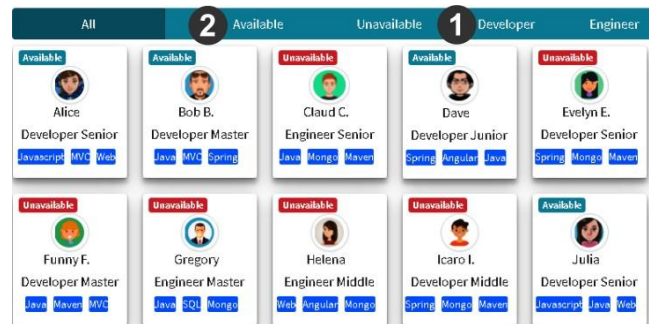 All 2 Available Unavailable 1 Developer Engineer
Available Available Unavailable Available Unavailable
Alice Bob B. Claud C. Dave Evelyn E.
Developer Senior Developer Master Engineer Senior Developer Junior Developer Senior
Javascript MVC Web Java MVC Spring Java Mongo Maven Spring Angular Java Spring Mongo Maven
Unavailable Unavailable Unavailable Unavailable Available
Funny F. Gregory Helena Icaro I. Julia
Developer Master Engineer Master Engineer Middle Developer Middle Developer Senior
Java Maven MVC Java SQL Mongo Web Angular Mongo Spring Mongo Maven Javascript Java Web